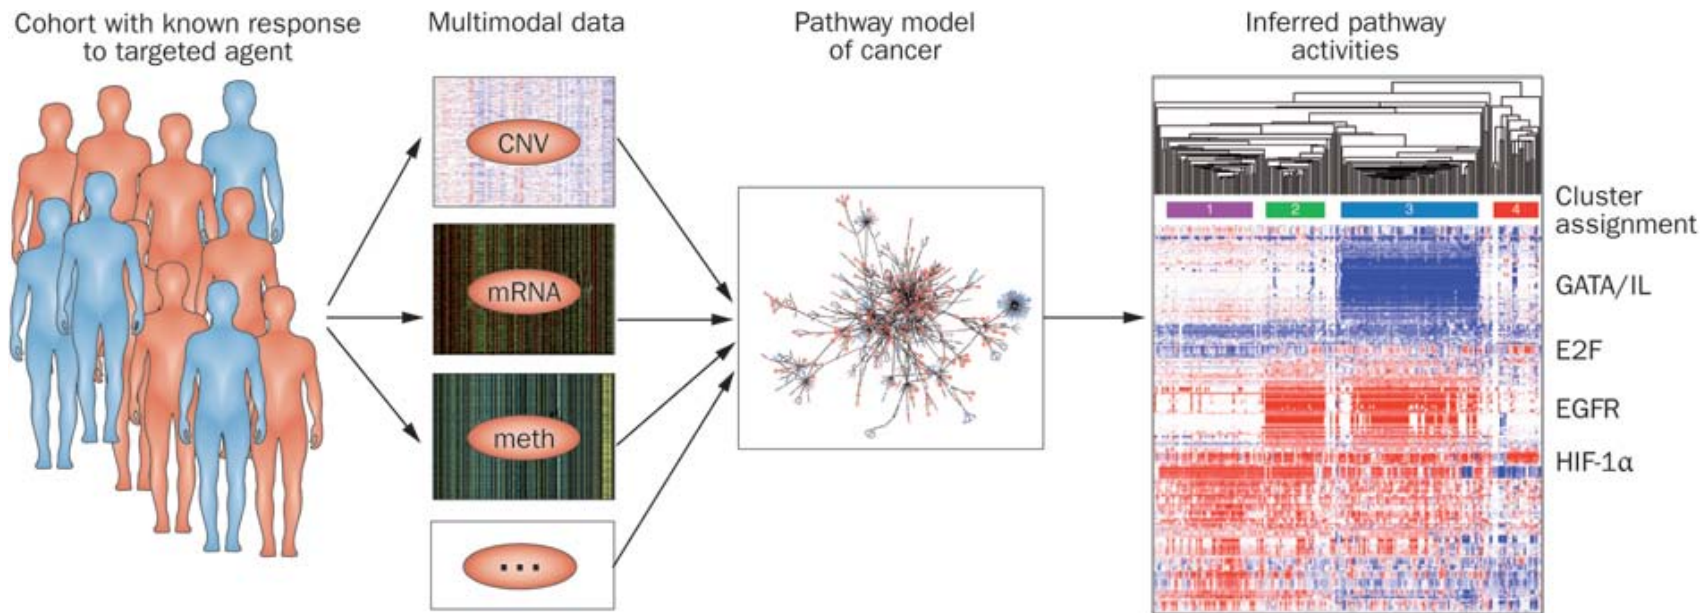 Cohort with known response
to targeted agent
Multimodal data
Pathway model
of cancer
Inferred pathway
activities
CNV
mRNA
meth
...
1
2
3
4
Cluster
assignment
GATA/IL
E2F
EGFR
HIF-1α